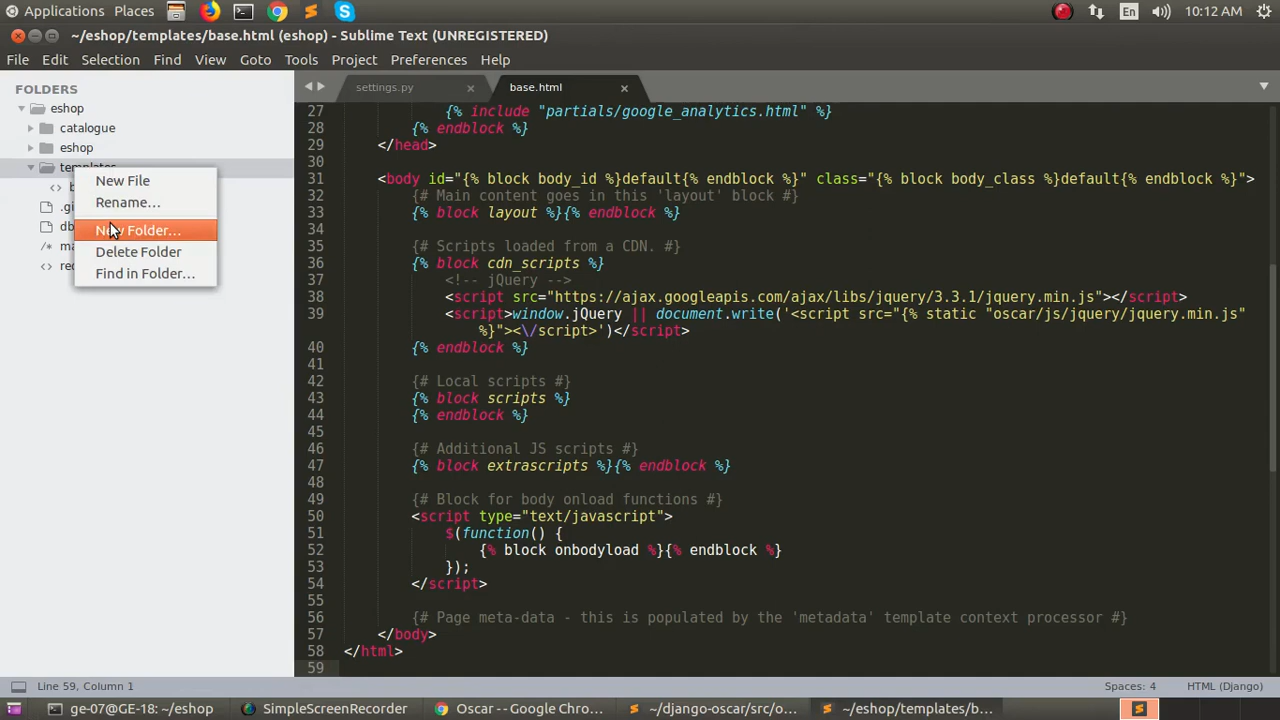 Applications Places En 10:12 AM
~/eshop/templates/base.html (eshop) - Sublime Text (UNREGISTERED)
File Edit Selection Find View Goto Tools Project Preferences Help
FOLDERS
eshop
catalogue
eshop
templates
New File
Rename…
New Folder…
Delete Folder
Find in Folder…
settings.py
base.html
27 {% include "partials/google_analytics.html" %}
28 {% endblock %}
29 </head>
30
31 <body id="{% block body_id %}default{% endblock %}" class="{% block body_class %}default{% endblock %}">
32 {# Main content goes in this 'layout' block #}
33 {% block layout %}{% endblock %}
34
35 {# Scripts loaded from a CDN. #}
36 {% block cdn_scripts %}
37 <!-- jQuery -->
38 <script src="https://ajax.googleapis.com/ajax/libs/jquery/3.3.1/jquery.min.js"></script>
39 <script>window.jQuery || document.write('<script src="{% static "oscar/js/jquery/jquery.min.js"
%}"><\/script>')</script>
40 {% endblock %}
41
42 {# Local scripts #}
43 {% block scripts %}
44 {% endblock %}
45
46 {# Additional JS scripts #}
47 {% block extrascripts %}{% endblock %}
48
49 {# Block for body onload functions #}
50 <script type="text/javascript">
51 $(function() {
52 {% block onbodyload %}{% endblock %}
53 });
54 </script>
55
56 {# Page meta-data - this is populated by the 'metadata' template context processor #}
57 </body>
58 </html>
59
Line 59, Column 1 Spaces: 4 HTML (Django)
ge-07@GE-18: ~/eshop SimpleScreenRecorder Oscar -- Google Chro... ~/django-oscar/src/o... ~/eshop/templates/b...